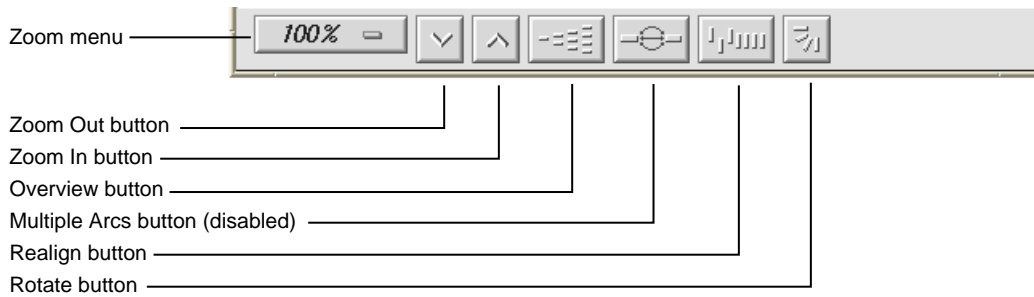 Zoom menu
100%
Zoom Out button
Zoom In button
Overview button
Multiple Arcs button (disabled)
Realign button
Rotate button